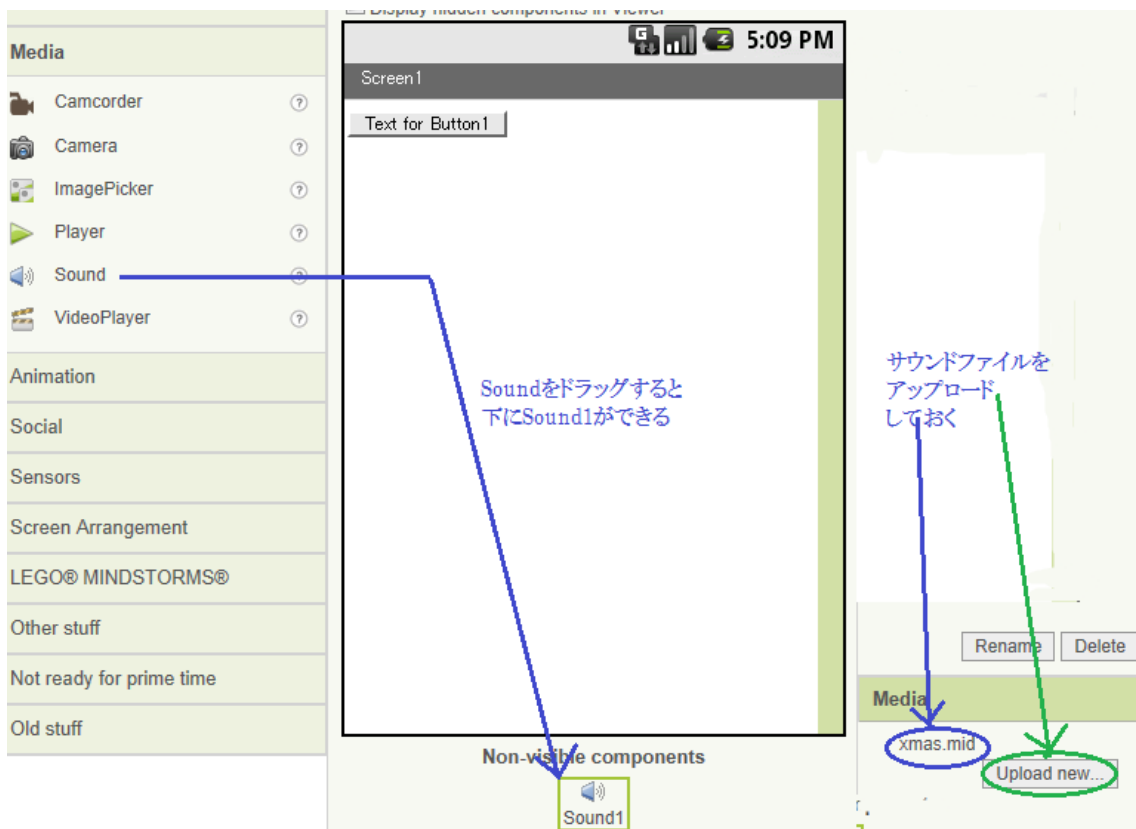 Display hidden components in Viewer
Media
Camcorder
Camera
ImagePicker
Player
Sound
VideoPlayer
Animation
Social
Sensors
Screen Arrangement
LEGO® MINDSTORMS®
Other stuff
Not ready for prime time
Old stuff
5:09 PM
Screen1
Text for Button1
Soundをドラッグすると
下にSound1ができる
Non-visible components
Sound1
サウンドファイルを
アップロード
しておく
Rename Delete
Media
xmas.mid
Upload new...